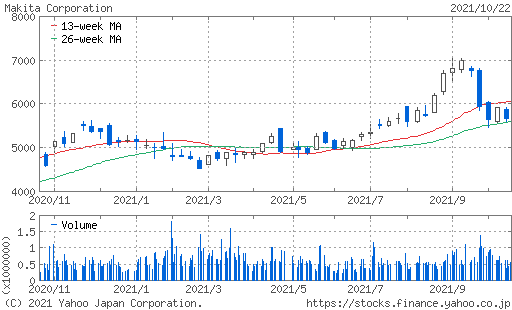 Makita Corporation 2021/10/22
8000
13-week MA
26-week MA
7000
6000
5000
4000
2020/11 2021/1 2021/3 2021/5 2021/7 2021/9
2
Volume
1.5
1
0.5
0
(x1000000)
2020/11 2021/1 2021/3 2021/5 2021/7 2021/9
(C) 2021 Yahoo Japan Corporation. https://stocks.finance.yahoo.co.jp/